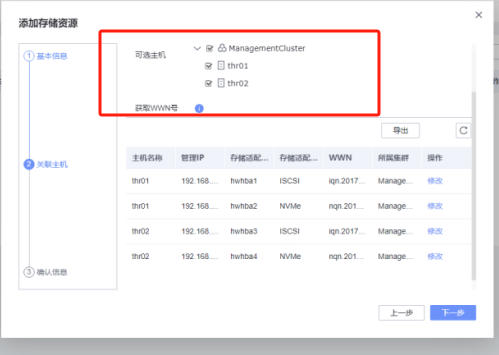 添加存储资源
1 基本信息
可选主机
ManagementCluster
thr01
thr02
获取WWN号
导出
2 关联主机
主机名称 管理IP 存储适配... 存储适配... WWN 所属集群 操作
thr01 192.168.... hwhba1 ISCSI iqn.2017... Manage... 修改
thr01 192.168.... hwhba2 NVMe nqn.201... Manage... 修改
thr02 192.168.... hwhba3 ISCSI iqn.2017... Manage... 修改
thr02 192.168.... hwhba4 NVMe nqn.201... Manage... 修改
3 确认信息
上一步 下一步